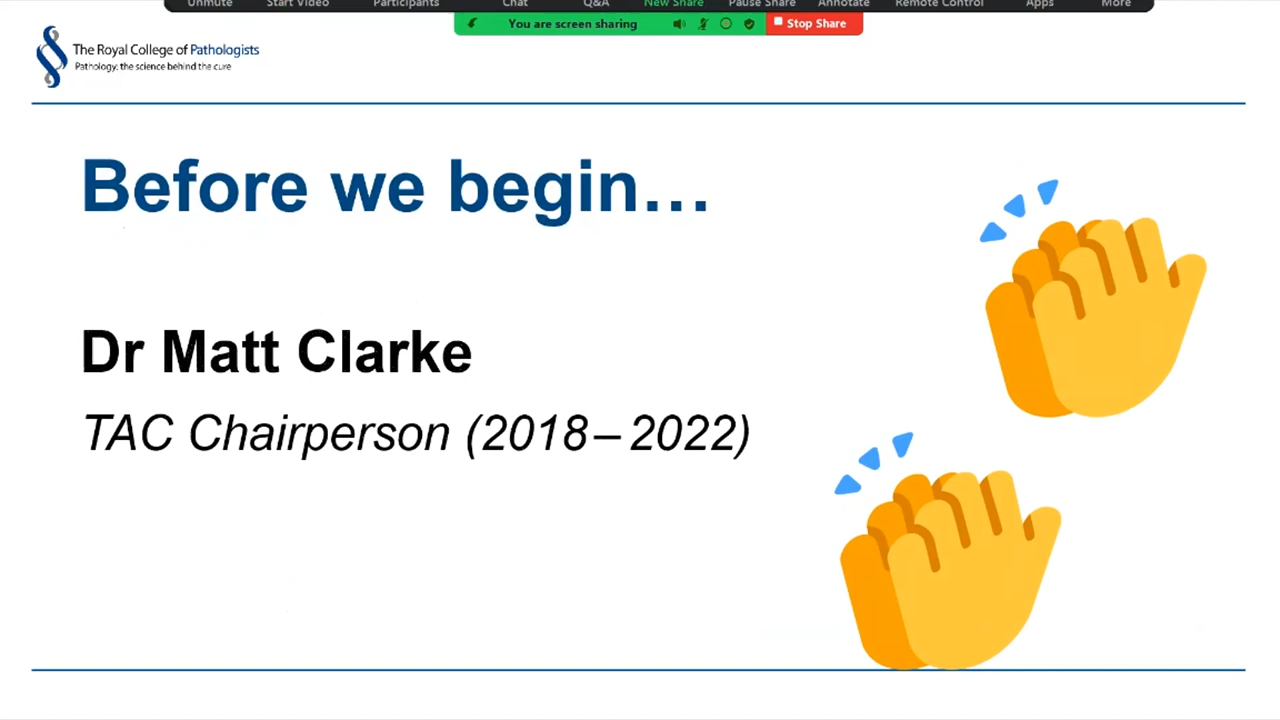 Unmute Start Video Participants Chat Q&A New Share Pause Share Annotate Remote Control Apps More
You are screen sharing Stop Share
The Royal College of Pathologists
Pathology: the science behind the cure
Before we begin…
Dr Matt Clarke
TAC Chairperson (2018 – 2022)